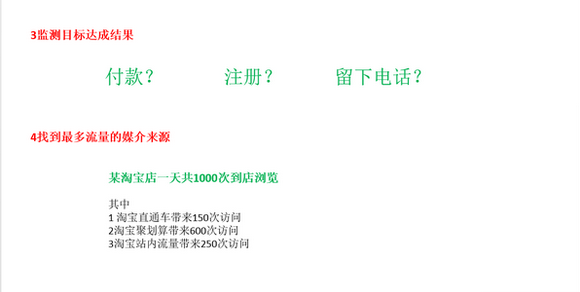 3监测目标达成结果
付款? 注册? 留下电话?
4找到最多流量的媒介来源
某淘宝店一天共1000次到店浏览
其中
1 淘宝直通车带来150次访问
2淘宝聚划算带来600次访问
3淘宝站内流量带来250次访问